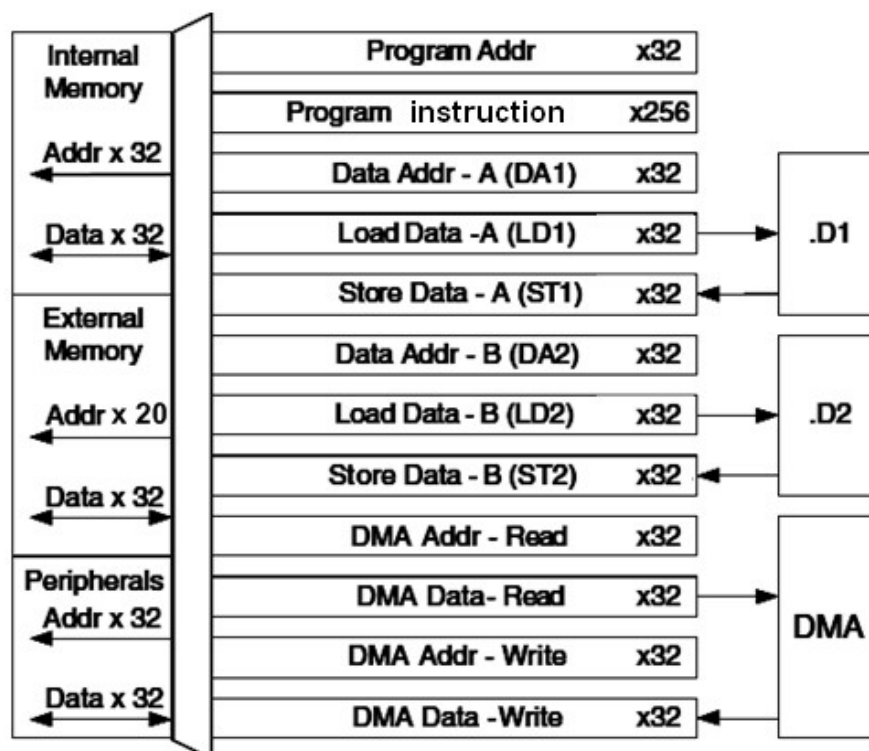 Internal
Memory
Addr x 32
Data x 32
External
Memory
Addr x 20
Data x 32
Peripherals
Addr x 32
Data x 32
Program Addr x32
Program instruction x256
Data Addr - A (DA1) x32
Load Data -A (LD1) x32
Store Data - A (ST1) x32
Data Addr - B (DA2) x32
Load Data - B (LD2) x32
Store Data - B (ST2) x32
DMA Addr - Read x32
DMA Data- Read x32
DMA Addr - Write x32
DMA Data -Write x32
.D1
.D2
DMA